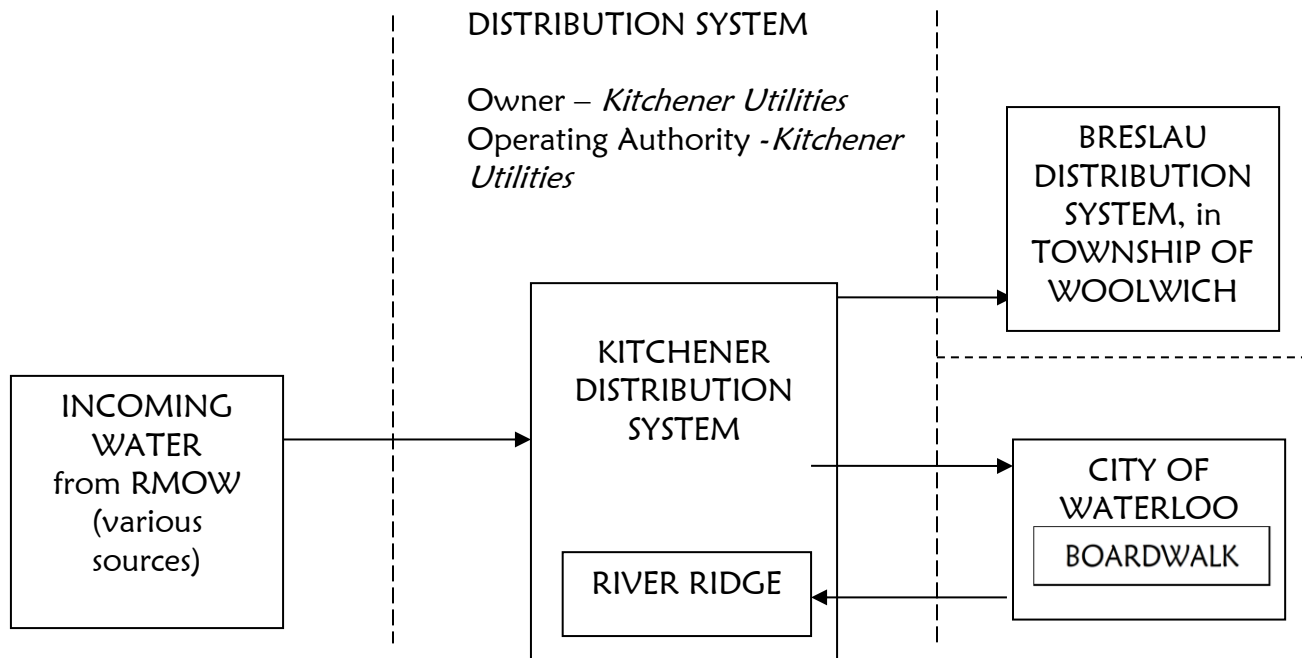 DISTRIBUTION SYSTEM
Owner – Kitchener Utilities
Operating Authority -Kitchener
Utilities
BRESLAU
DISTRIBUTION
SYSTEM, in
TOWNSHIP OF
WOOLWICH
KITCHENER
DISTRIBUTION
SYSTEM
INCOMING
WATER
from RMOW
(various
sources)
CITY OF
WATERLOO
BOARDWALK
RIVER RIDGE